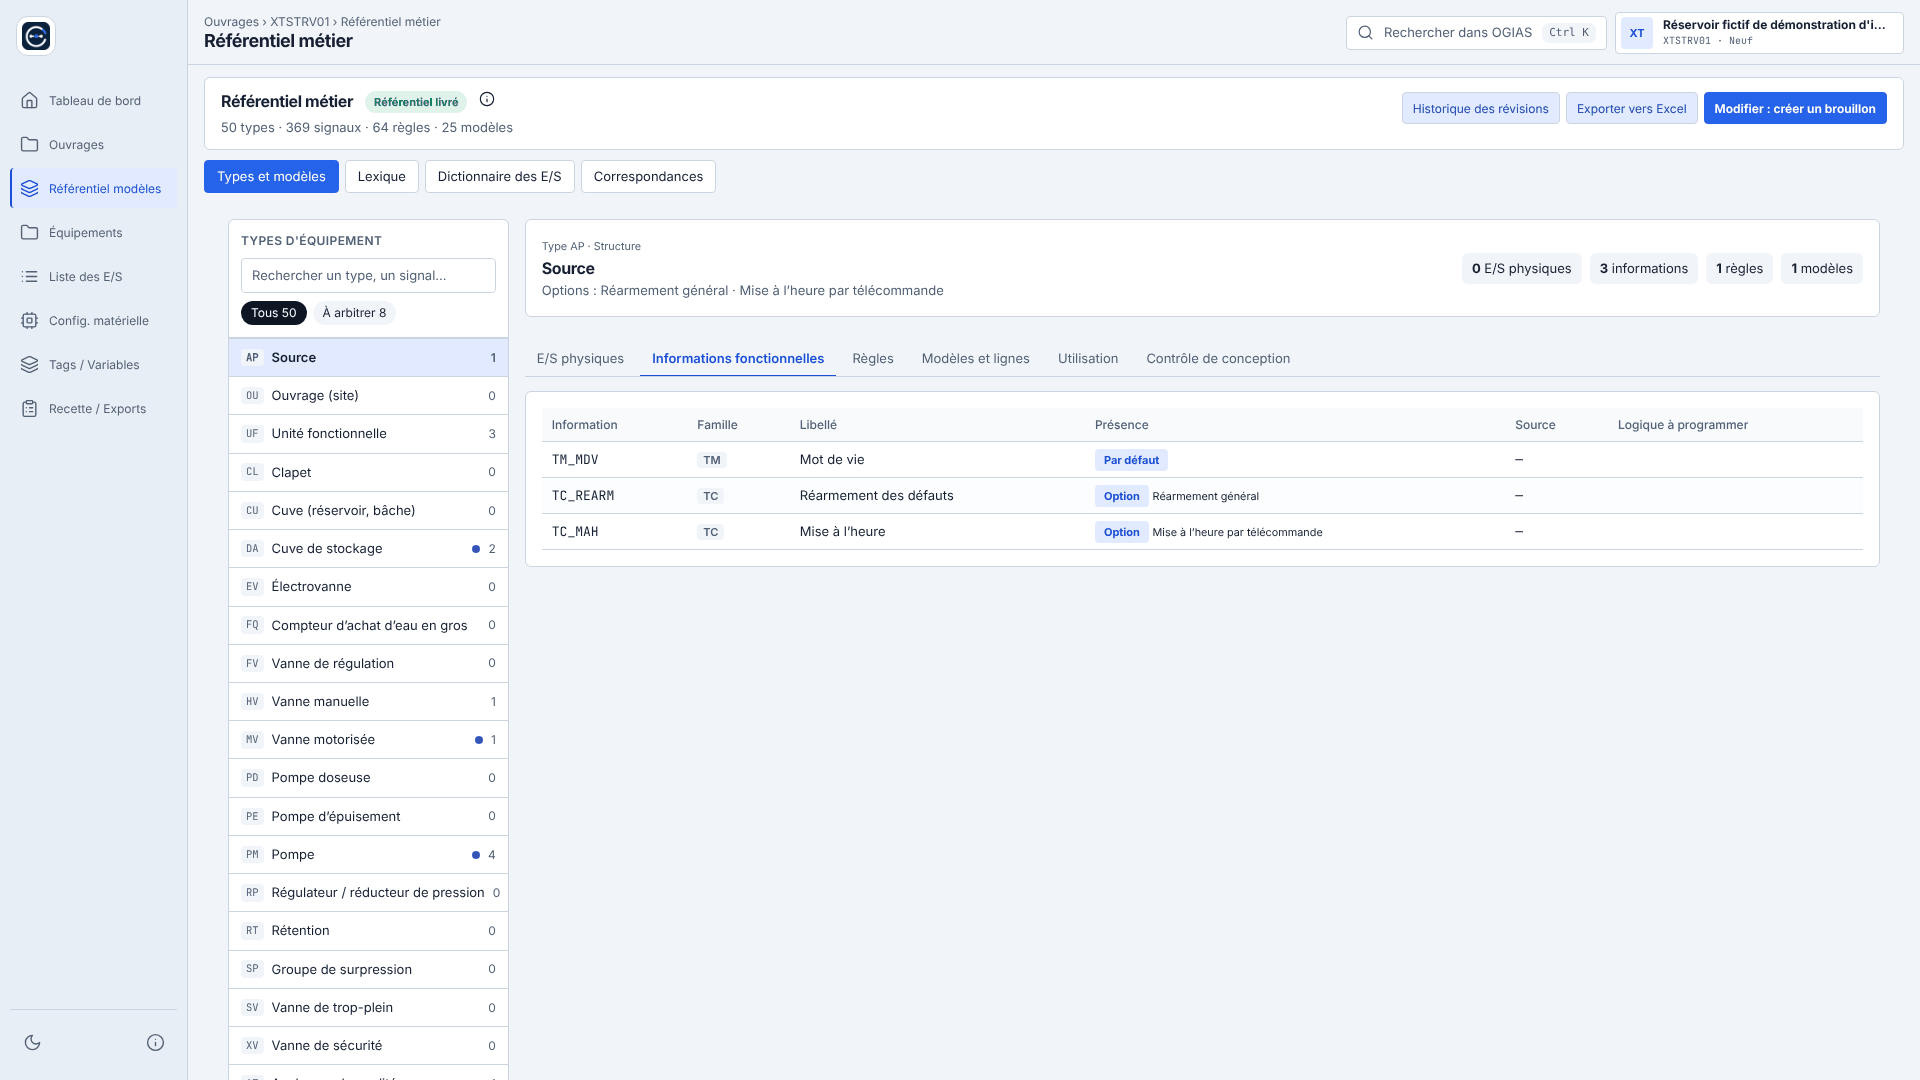 Ouvrages › XTSTRV01 › Référentiel métier
Référentiel métier
Rechercher dans OGIAS Ctrl K
XT
Réservoir fictif de démonstration d'i...
XTSTRV01 · Neuf
Tableau de bord
Ouvrages
Référentiel modèles
Équipements
Liste des E/S
Config. matérielle
Tags / Variables
Recette / Exports
Référentiel métier Référentiel livré
50 types · 369 signaux · 64 règles · 25 modèles
Historique des révisions
Exporter vers Excel
Modifier : créer un brouillon
Types et modèles
Lexique
Dictionnaire des E/S
Correspondances
TYPES D'ÉQUIPEMENT
Rechercher un type, un signal...
Tous 50
À arbitrer 8
AP Source 1
OU Ouvrage (site) 0
UF Unité fonctionnelle 3
CL Clapet 0
CU Cuve (réservoir, bâche) 0
DA Cuve de stockage 2
EV Électrovanne 0
FQ Compteur d’achat d’eau en gros 0
FV Vanne de régulation 0
HV Vanne manuelle 1
MV Vanne motorisée 1
PD Pompe doseuse 0
PE Pompe d’épuisement 0
PM Pompe 4
RP Régulateur / réducteur de pression 0
RT Rétention 0
SP Groupe de surpression 0
SV Vanne de trop-plein 0
XV Vanne de sécurité 0
Type AP · Structure
Source
Options : Réarmement général · Mise à l’heure par télécommande
0 E/S physiques
3 informations
1 règles
1 modèles
E/S physiques
Informations fonctionnelles
Règles
Modèles et lignes
Utilisation
Contrôle de conception
Information Famille Libellé Présence Source Logique à programmer
TM_MDV TM Mot de vie Par défaut —
TC_REARM TC Réarmement des défauts Option Réarmement général —
TC_MAH TC Mise à l’heure Option Mise à l’heure par télécommande —